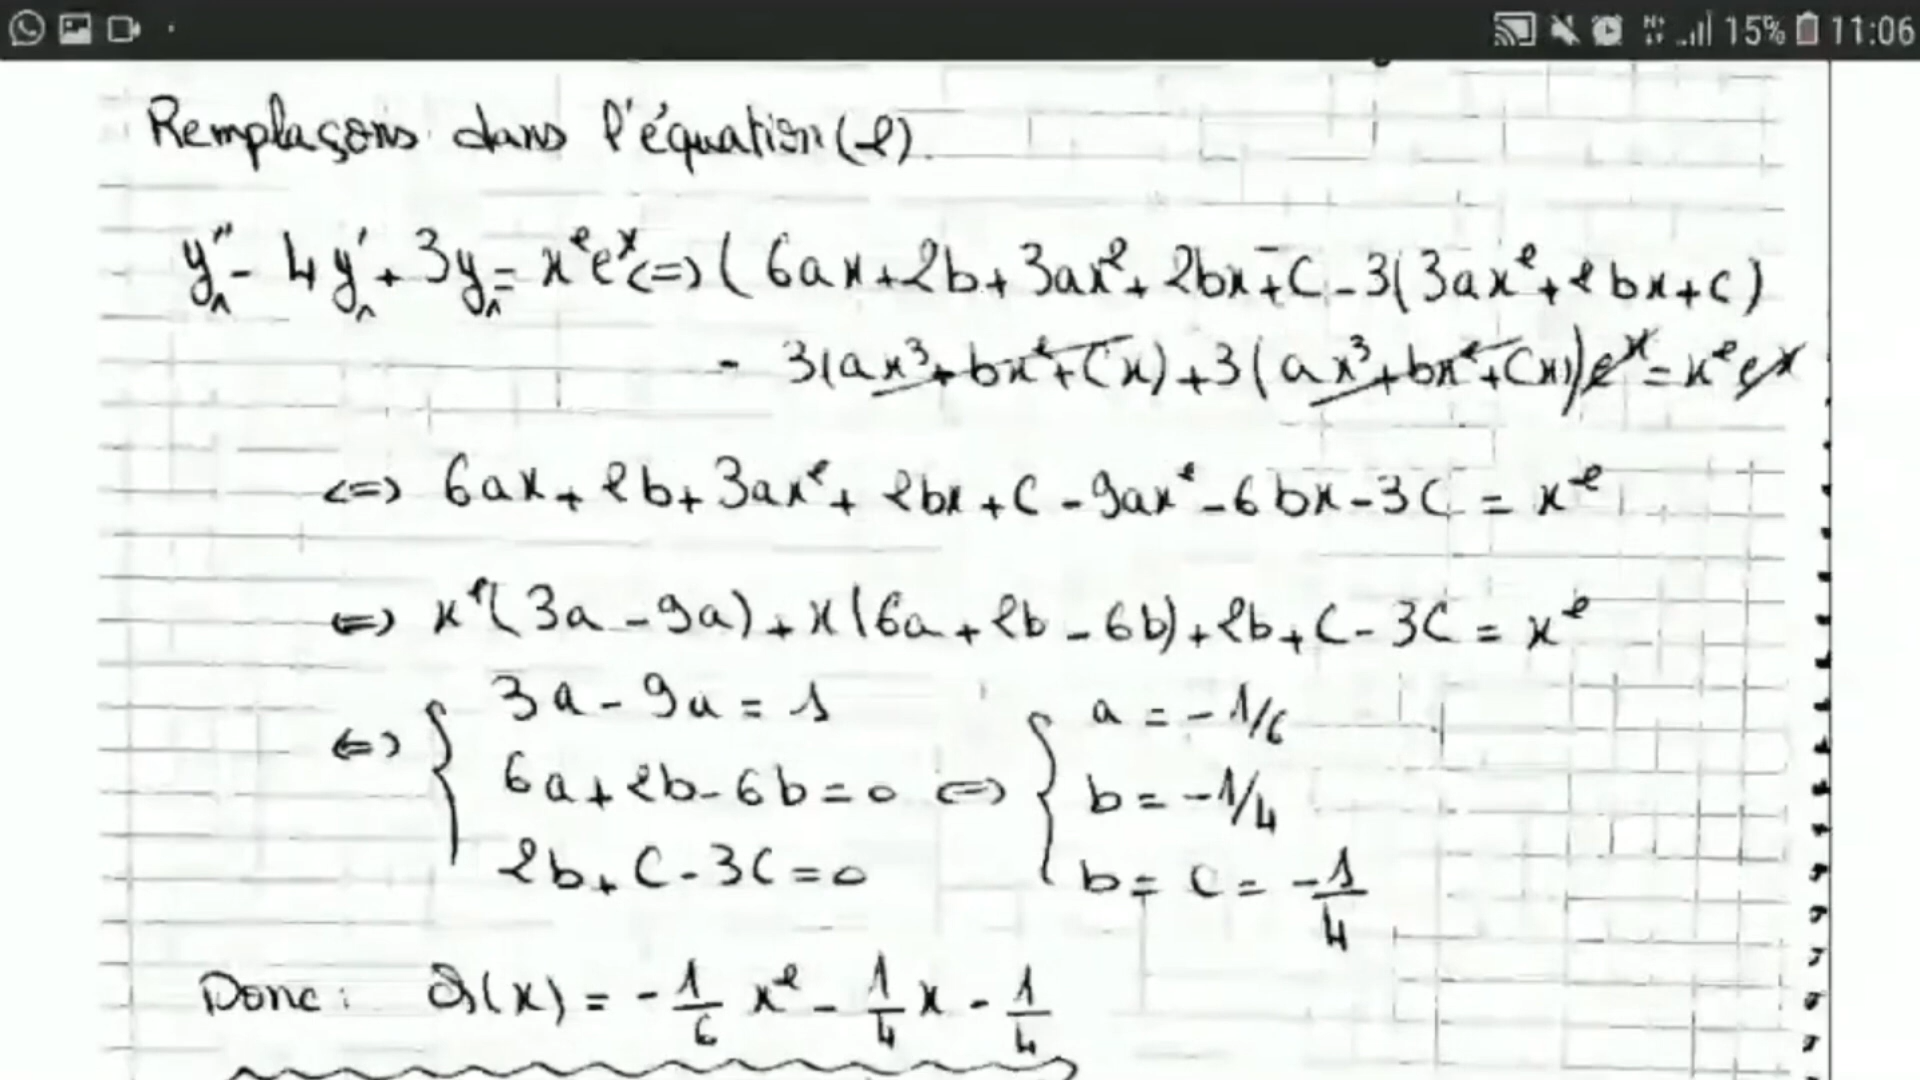 15% 11:06
Remplaçons dans l'équation (2).
y₁'' - 4y₁' + 3y₁ = x²eˣ <=> ( 6ax + 2b + 3ax² + 2bx + C - 3(3ax² + 2bx + c)
- 3(ax³ + bx² + Cx) + 3(ax³ + bx² + Cx))eˣ = x²eˣ
<=> 6ax + 2b + 3ax² + 2bx + C - 9ax² - 6bx - 3C = x²
<=> x²(3a - 9a) + x(6a + 2b - 6b) + 2b + C - 3C = x²
3a - 9a = 1 a = -1/6
<=> { 6a + 2b - 6b = 0 <=> { b = -1/4
2b + C - 3C = 0 b = C = -1/4
Donc: Q(x) = -1/6 x² - 1/4 x - 1/4